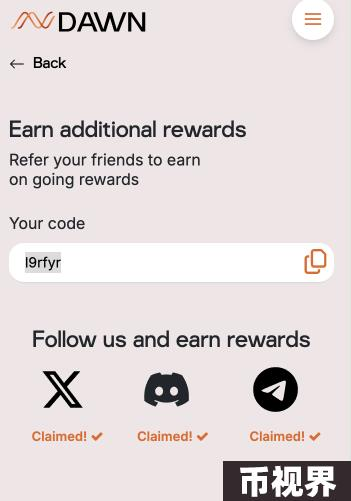 DAWN
← Back
Earn additional rewards
Refer your friends to earn
on going rewards
Your code
l9rfyr
Follow us and earn rewards
Claimed! ✔ Claimed! ✔ Claimed! ✔
币视界